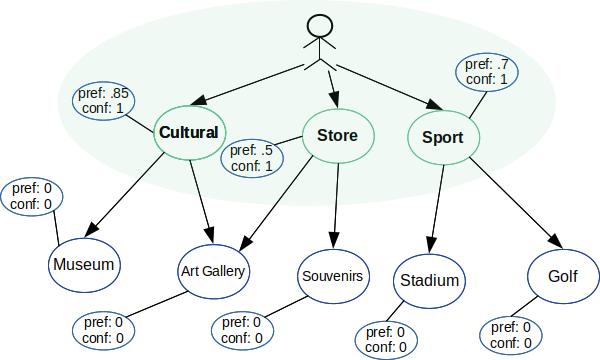 pref: .7
conf: 1
pref: .85
conf: 1
Cultural
Store
Sport
pref: .5
conf: 1
pref: 0
conf: 0
Museum
Art Gallery
Souvenirs
Stadium
Golf
pref: 0
conf: 0
pref: 0
conf: 0
pref: 0
conf: 0
pref: 0
conf: 0